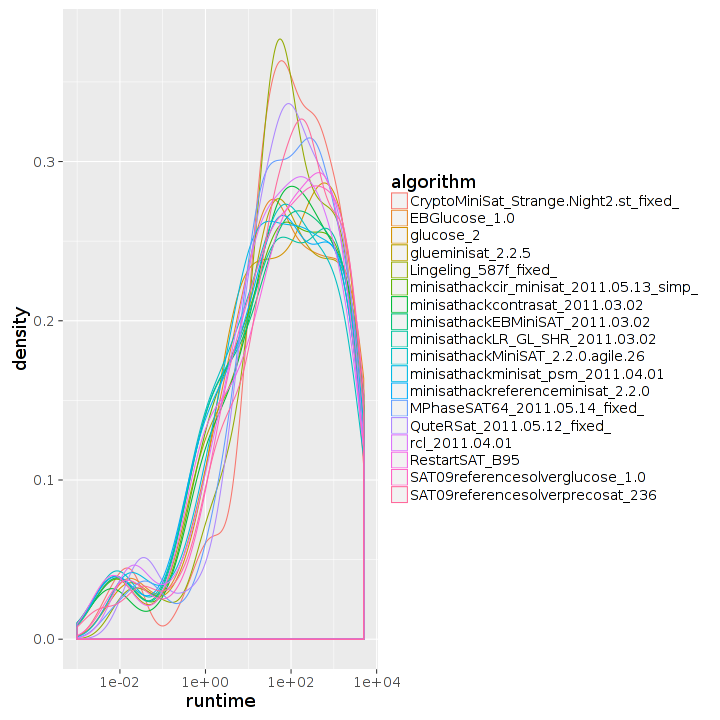 algorithm
CryptoMiniSat_Strange.Night2.st_fixed_
EBGlucose_1.0
glucose_2
glueminisat_2.2.5
Lingeling_587f_fixed_
minisathackcir_minisat_2011.05.13_simp_
minisathackcontrasat_2011.03.02
minisathackEBMiniSAT_2011.03.02
minisathackLR_GL_SHR_2011.03.02
minisathackMiniSAT_2.2.0.agile.26
minisathackminisat_psm_2011.04.01
minisathackreferenceminisat_2.2.0
MPhaseSAT64_2011.05.14_fixed_
QuteRSat_2011.05.12_fixed_
rcl_2011.04.01
RestartSAT_B95
SAT09referencesolverglucose_1.0
SAT09referencesolverprecosat_236
density
0.3
0.2
0.1
0.0
1e-02 1e+00 1e+02 1e+04
runtime